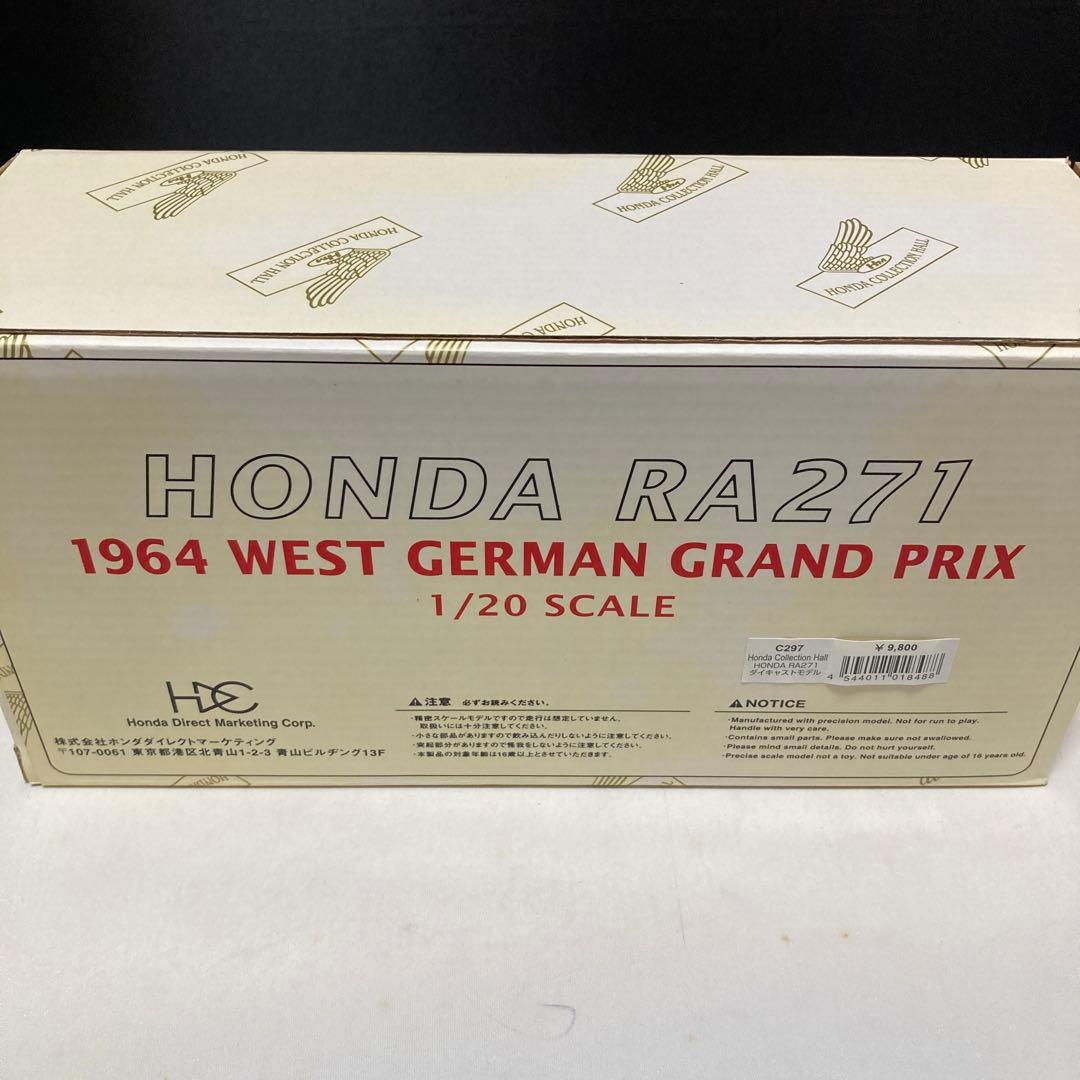 HONDA COLLECTION HALL
HONDA COLLECTION HALL
HONDA COLLECTION HALL
HONDA COLLECTION HALL
HONDA
HONDA RA271
1964 WEST GERMAN GRAND PRIX
1/20 SCALE
C297 ¥9,800
Honda Collection Hall
HONDA RA271
ダイキャストモデル
4 544011 018488
HDC
Honda Direct Marketing Corp.
株式会社ホンダダイレクトマーケティング
〒107-0061 東京都港区北青山1-2-3 青山ビルヂング13F
注意 必ずお読みください。
・精密スケールモデルですので走行は想定していません。
取扱いには十分注意してください。
・小さな部品がありますので飲み込んだりしないように注意してください。
・突起部分がありますので怪我をしないように注意してください。
・本製品の対象年齢は16歳以上とさせていただきます。
NOTICE
・Manufactured with precision model. Not for run to play.
Handle with very care.
・Contains small parts. Please make sure not swallowed.
・Please mind small details. Do not hurt yourself.
・Precise scale model not a toy. Not suitable under age of 16 years old.